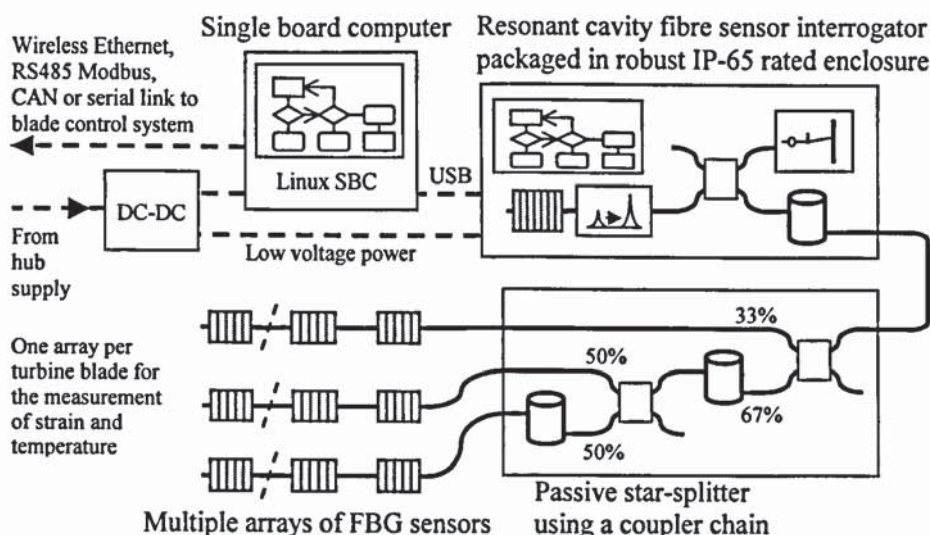 Wireless Ethernet,
RS485 Modbus,
CAN or serial link to
blade control system
Single board computer
Linux SBC
Resonant cavity fibre sensor interrogator
packaged in robust IP-65 rated enclosure
USB
DC-DC
From
hub
supply
Low voltage power
One array per
turbine blade for
the measurement
of strain and
temperature
33%
50%
67%
50%
Multiple arrays of FBG sensors
Passive star-splitter
using a coupler chain